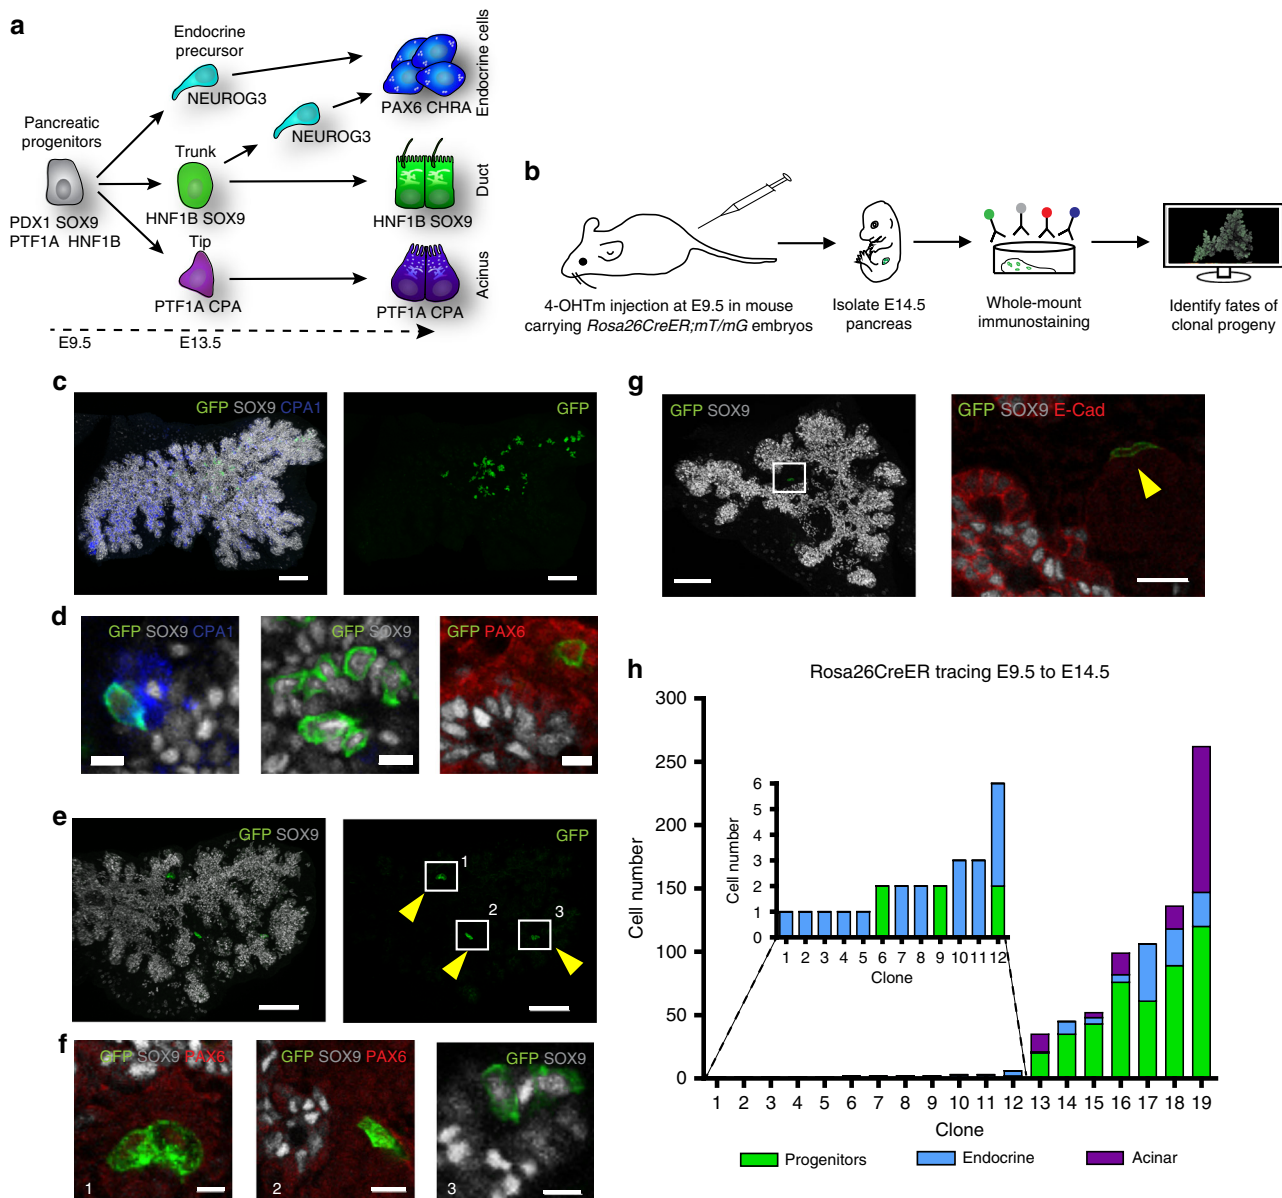 a
Endocrine
precursor
NEUROG3
NEUROG3
PAX6 CHRA
Endocrine cells
Pancreatic
progenitors
PDX1 SOX9
PTF1A HNF1B
Trunk
HNF1B SOX9
HNF1B SOX9
Duct
Tip
PTF1A CPA
PTF1A CPA
Acinus
E9.5
E13.5
b
4-OHTm injection at E9.5 in mouse
carrying Rosa26CreER;mT/mG embryos
Isolate E14.5
pancreas
Whole-mount
immunostaining
Identify fates of
clonal progeny
c
GFP SOX9 CPA1
GFP
d
GFP SOX9 CPA1
GFP SOX9
GFP PAX6
e
GFP SOX9
GFP
1
2
3
f
GFP SOX9 PAX6
1
GFP SOX9 PAX6
2
GFP SOX9
3
g
GFP SOX9
GFP SOX9 E-Cad
h
Rosa26CreER tracing E9.5 to E14.5
Cell number
300
250
200
150
100
50
0
Cell number
6
5
4
3
2
1
0
1 2 3 4 5 6 7 8 9 10 11 12
Clone
1 2 3 4 5 6 7 8 9 10 11 12 13 14 15 16 17 18 19
Clone
Progenitors
Endocrine
Acinar